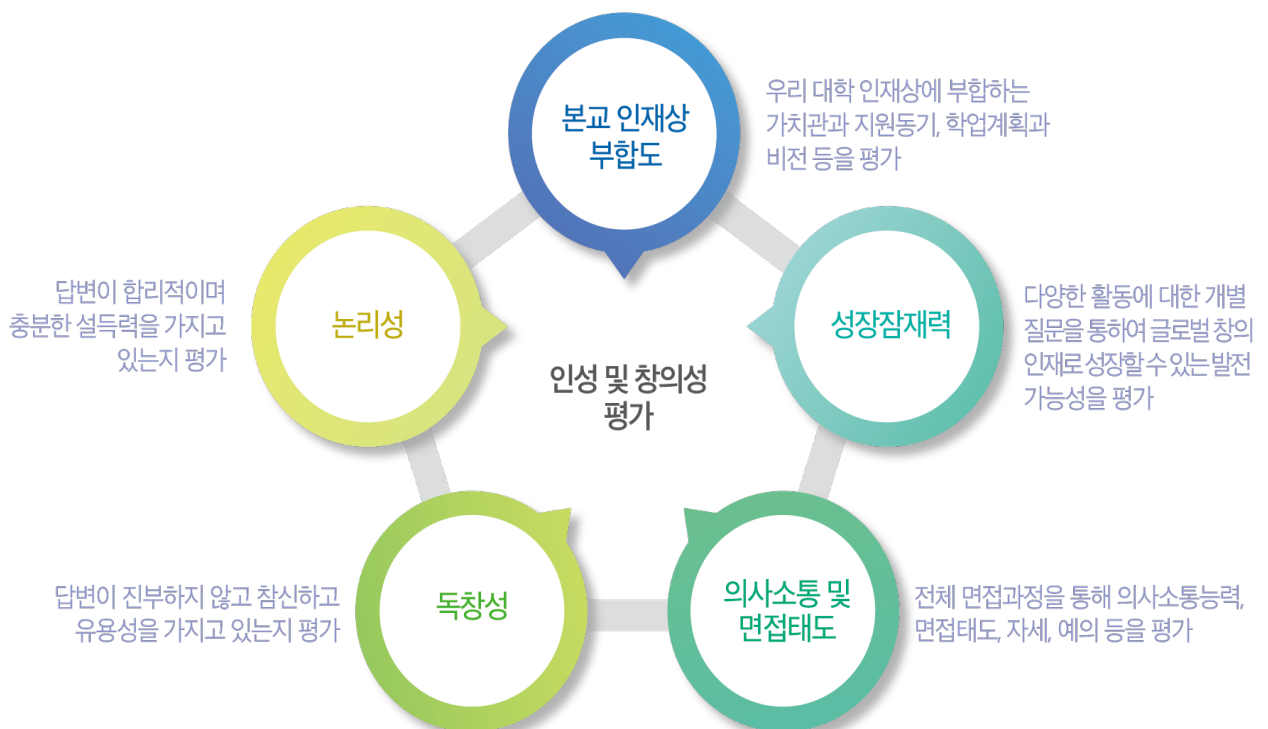 본교 인재상
부합도
우리 대학 인재상에 부합하는
가치관과 지원동기, 학업계획과
비전 등을 평가
성장잠재력
다양한 활동에 대한 개별
질문을 통하여 글로벌 창의
인재로 성장할 수 있는 발전
가능성을 평가
의사소통 및
면접태도
전체 면접과정을 통해 의사소통능력,
면접태도, 자세, 예의 등을 평가
독창성
답변이 진부하지 않고 참신하고
유용성을 가지고 있는지 평가
논리성
답변이 합리적이며
충분한 설득력을 가지고
있는지 평가
인성 및 창의성
평가